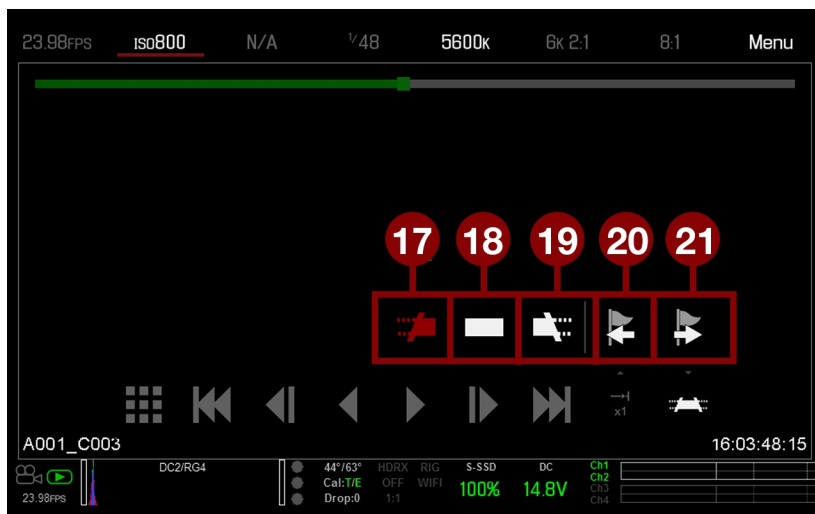 23.98FPS ISO800 N/A 1/48 5600K 6K 2:1 8:1 Menu
17 18 19 20 21
x1
A001_C003 16:03:48:15
DC2/RG4 44°/63° HDRX RIG S-SSD DC Ch1
Cal:T/E OFF WIFI 100% 14.8V Ch2
23.98FPS Drop:0 1:1 Ch3
Ch4